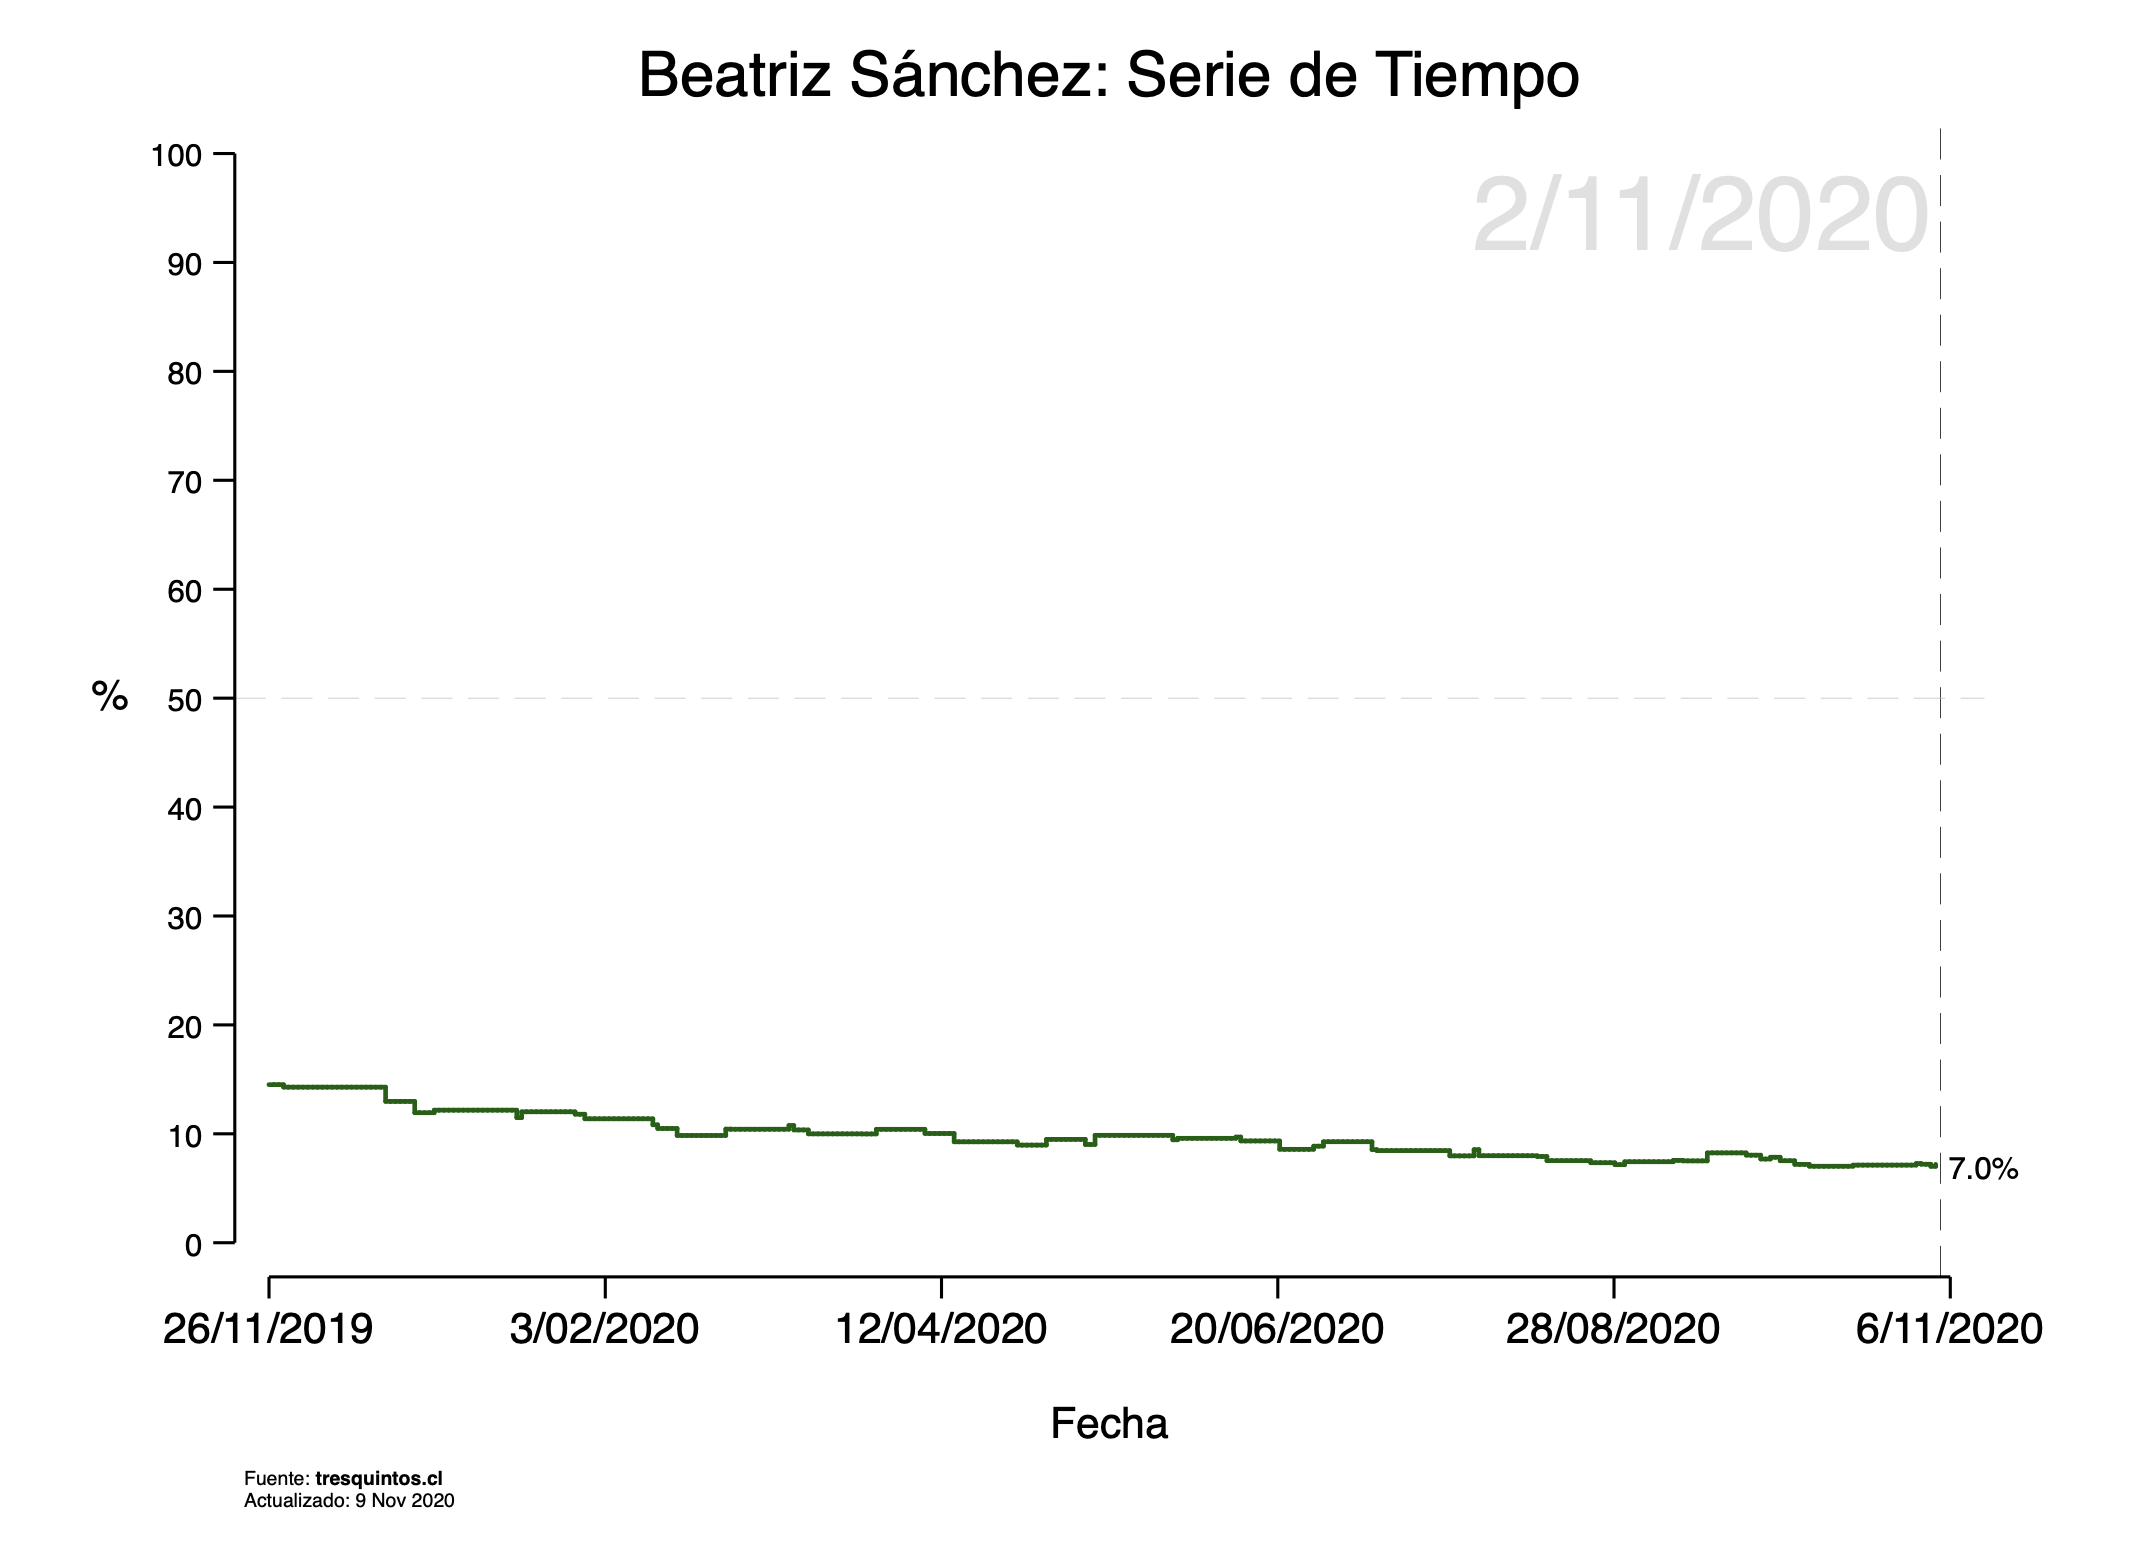 Beatriz Sánchez: Serie de Tiempo
2/11/2020
100
90
80
70
60
50
40
30
20
10
0
%
7.0%
26/11/2019 3/02/2020 12/04/2020 20/06/2020 28/08/2020 6/11/2020
Fecha
Fuente: tresquintos.cl
Actualizado: 9 Nov 2020